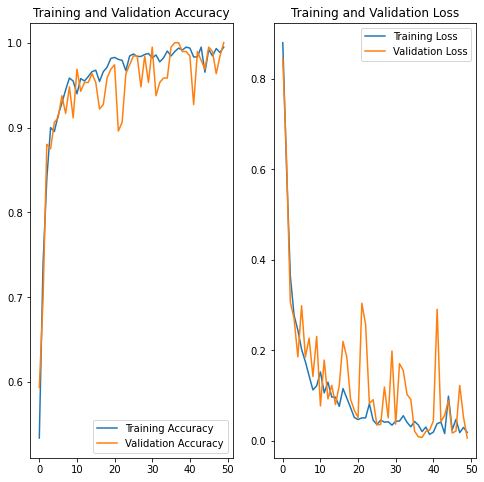 Training and Validation Accuracy
1.0
0.9
0.8
0.7
0.6
0 10 20 30 40 50
Training Accuracy
Validation Accuracy
Training and Validation Loss
0.8
0.6
0.4
0.2
0.0
0 10 20 30 40 50
Training Loss
Validation Loss